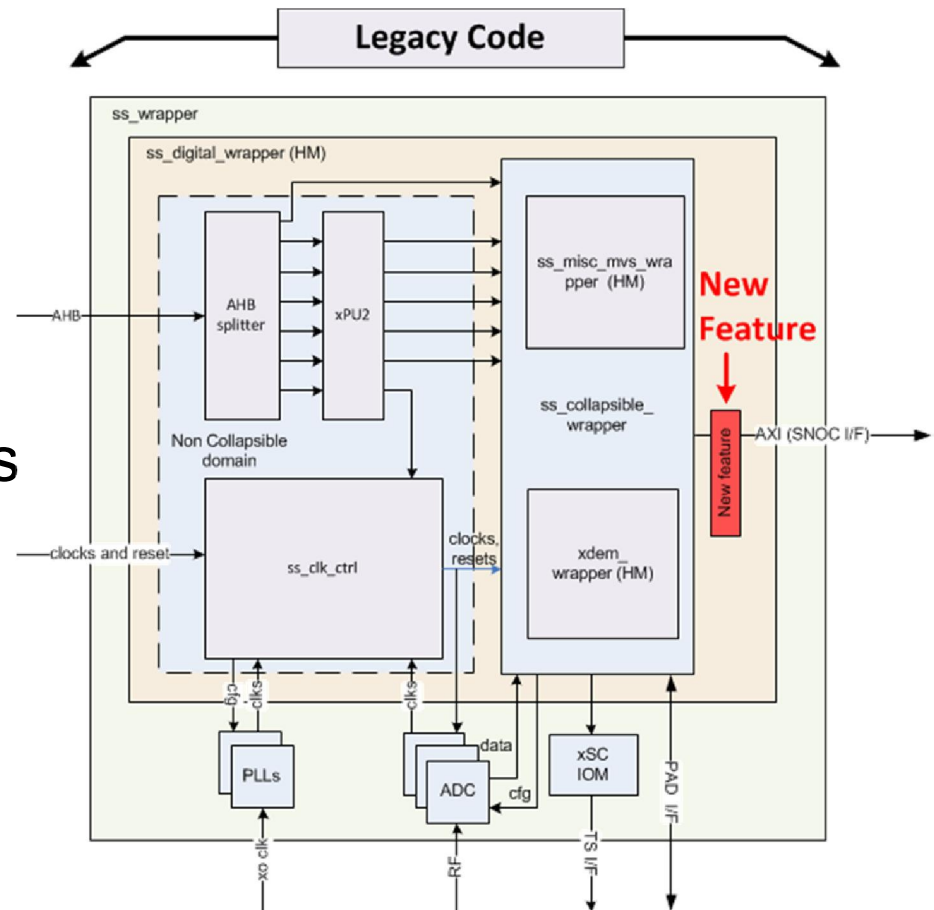 Legacy Code
ss_wrapper
ss_digital_wrapper (HM)
AHB
splitter
xPU2
ss_misc_mvs_wra
pper (HM)
New
Feature
AHB
ss_collapsible_
wrapper
Non Collapsible
domain
New feature
AXI (SNOC I/F)
s
clocks and reset
ss_clk_ctrl
clocks,
resets
xdem_
wrapper (HM)
cfg
clks
clks
PLLs
ADC
data
cfg
xSC
IOM
PAD I/F
xo clk
RF
TS I/F